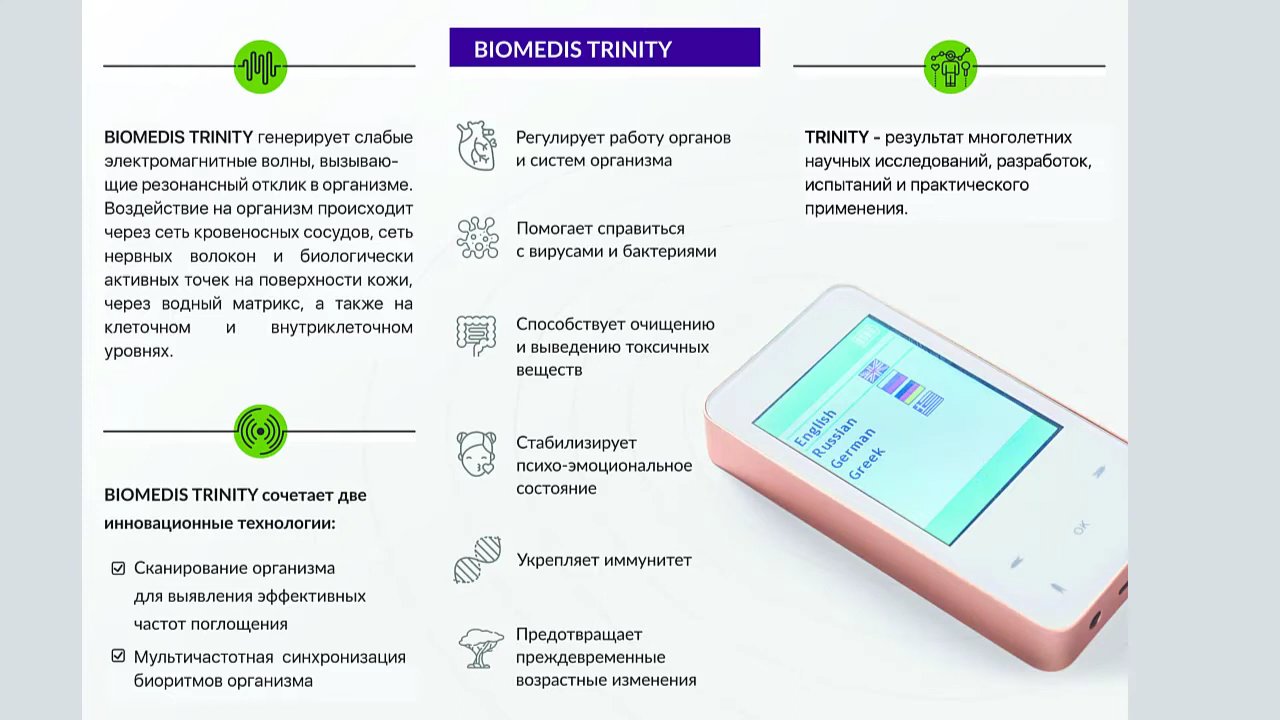 BIOMEDIS TRINITY генерирует слабые
электромагнитные волны, вызываю-
щие резонансный отклик в организме.
Воздействие на организм происходит
через сеть кровеносных сосудов, сеть
нервных волокон и биологически
активных точек на поверхности кожи,
через водный матрикс, а также на
клеточном и внутриклеточном
уровнях.
BIOMEDIS TRINITY сочетает две
инновационные технологии:
Сканирование организма
для выявления эффективных
частот поглощения
Мультичастотная синхронизация
биоритмов организма
BIOMEDIS TRINITY
Регулирует работу органов
и систем организма
Помогает справиться
с вирусами и бактериями
Способствует очищению
и выведению токсичных
веществ
Стабилизирует
психо-эмоциональное
состояние
Укрепляет иммунитет
Предотвращает
преждевременные
возрастные изменения
TRINITY - результат многолетних
научных исследований, разработок,
испытаний и практического
применения.
English
Russian
German
Greek
OK